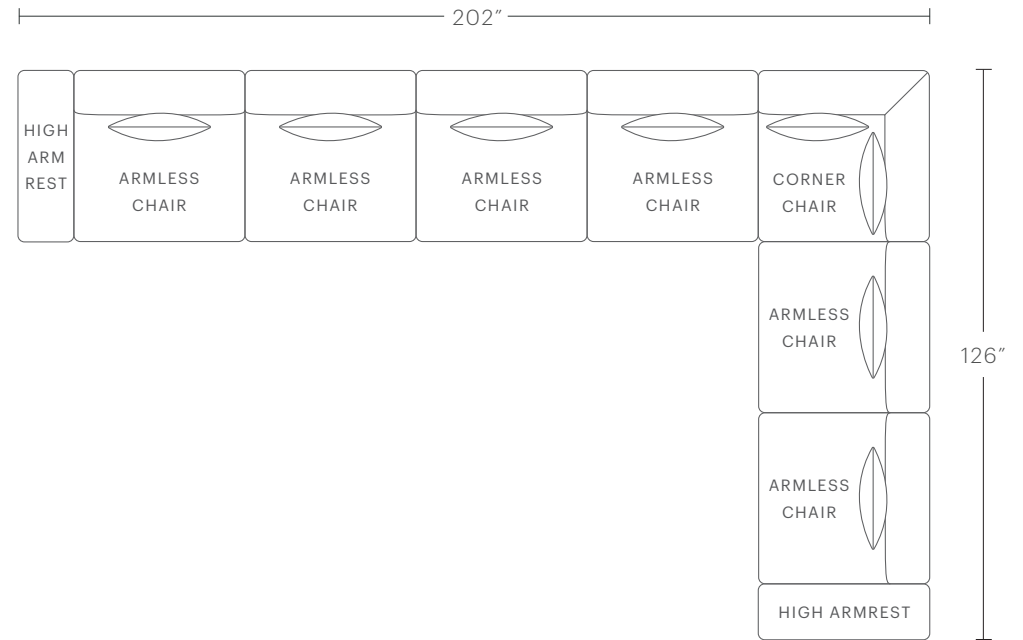 202”
HIGH
ARM
REST
ARMLESS
CHAIR
ARMLESS
CHAIR
ARMLESS
CHAIR
ARMLESS
CHAIR
CORNER
CHAIR
ARMLESS
CHAIR
126”
ARMLESS
CHAIR
HIGH ARMREST